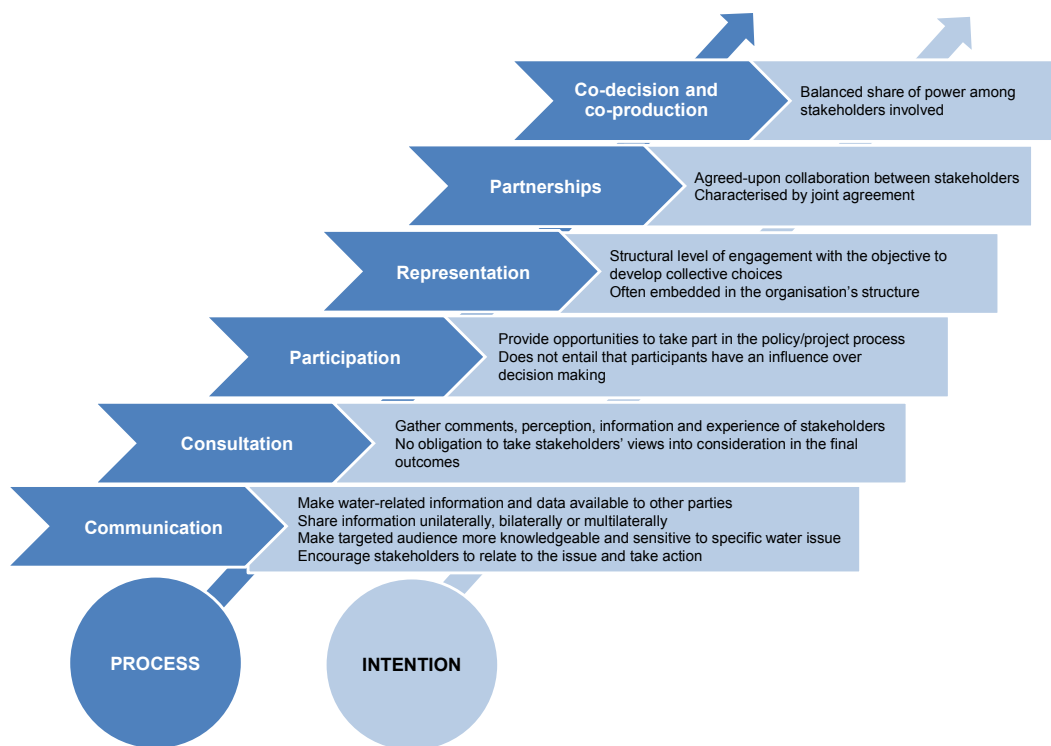 Co-decision and
co-production
Balanced share of power among
stakeholders involved
Partnerships
Agreed-upon collaboration between stakeholders
Characterised by joint agreement
Representation
Structural level of engagement with the objective to
develop collective choices
Often embedded in the organisation's structure
Participation
Provide opportunities to take part in the policy/project process
Does not entail that participants have an influence over
decision making
Consultation
Gather comments, perception, information and experience of stakeholders
No obligation to take stakeholders' views into consideration in the final
outcomes
Communication
Make water-related information and data available to other parties
Share information unilaterally, bilaterally or multilaterally
Make targeted audience more knowledgeable and sensitive to specific water issue
Encourage stakeholders to relate to the issue and take action
PROCESS
INTENTION